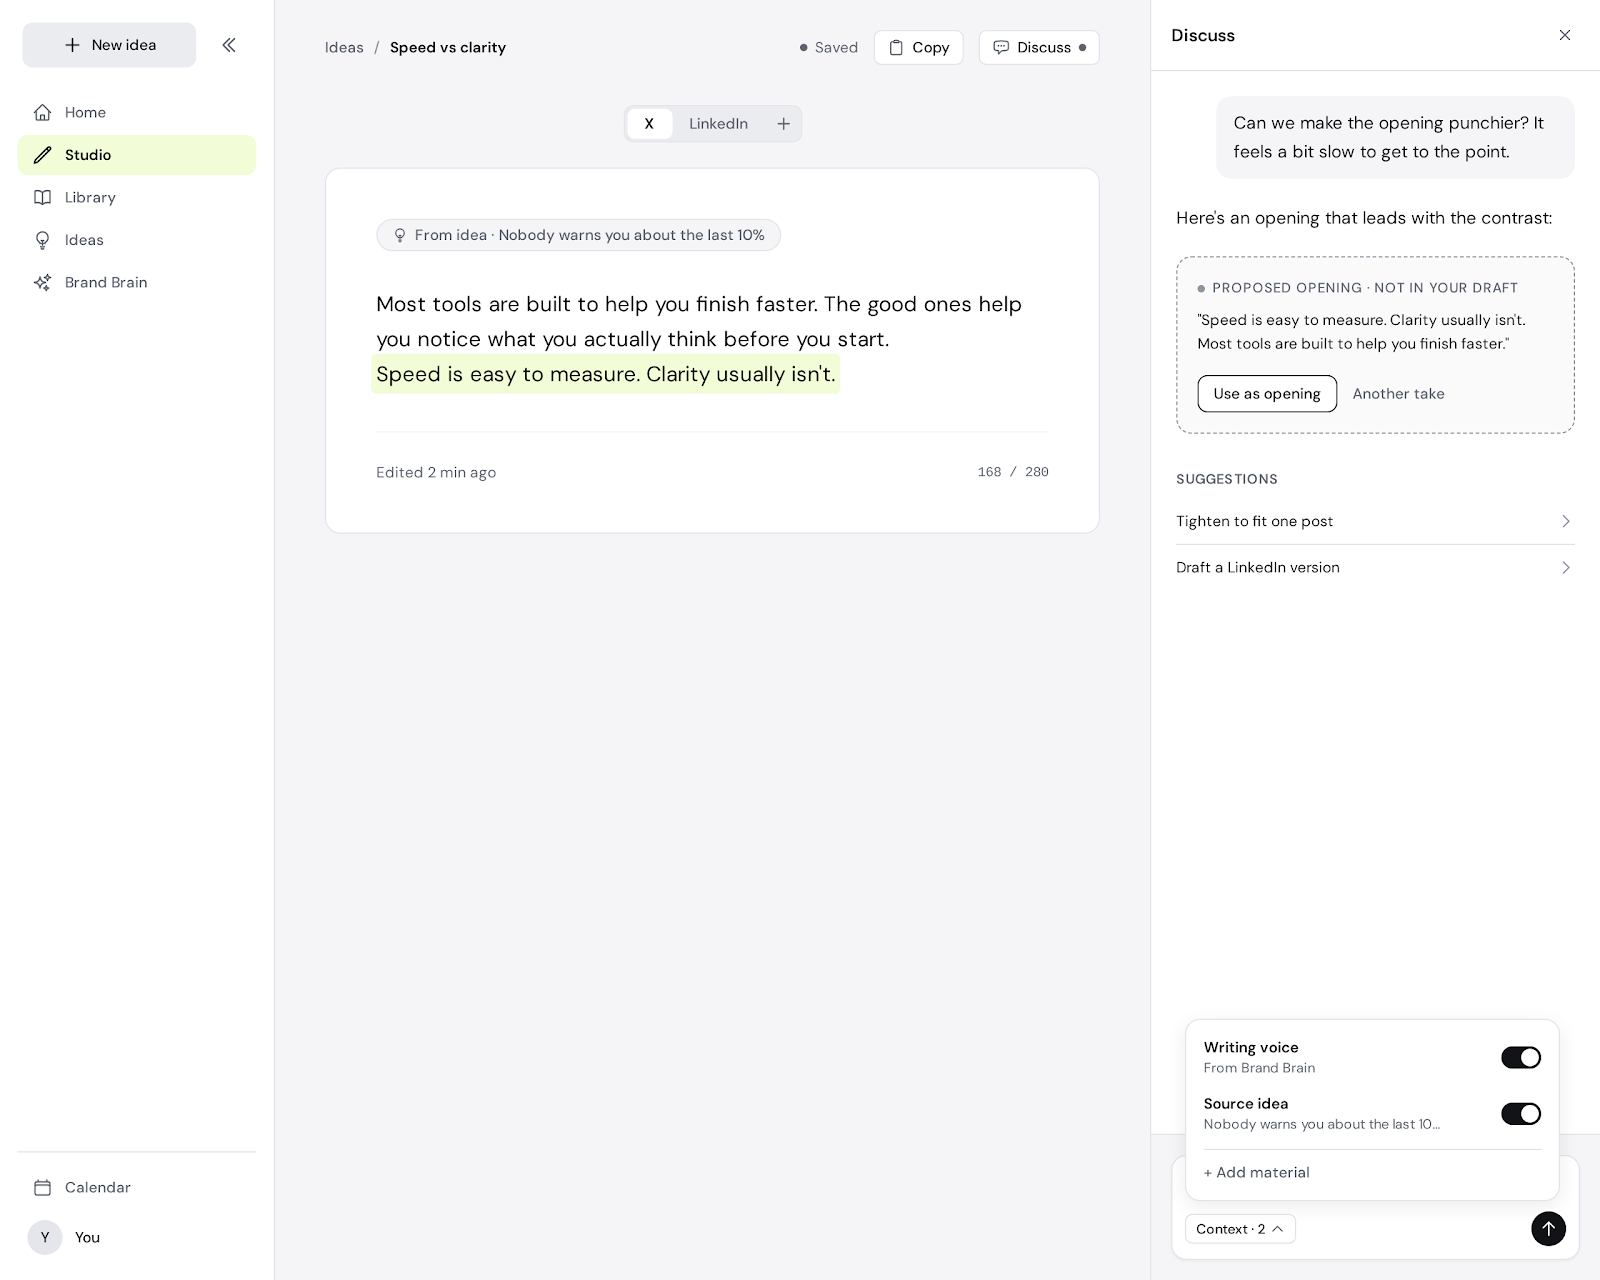 New idea
Home
Studio
Library
Ideas
Brand Brain
Calendar
Y
You
Ideas / Speed vs clarity
Saved
Copy
Discuss
X
LinkedIn
From idea · Nobody warns you about the last 10%
Most tools are built to help you finish faster. The good ones help
you notice what you actually think before you start.
Speed is easy to measure. Clarity usually isn't.
Edited 2 min ago
168 / 280
Discuss
Can we make the opening punchier? It
feels a bit slow to get to the point.
Here's an opening that leads with the contrast:
PROPOSED OPENING · NOT IN YOUR DRAFT
"Speed is easy to measure. Clarity usually isn't.
Most tools are built to help you finish faster."
Use as opening
Another take
SUGGESTIONS
Tighten to fit one post
Draft a LinkedIn version
Writing voice
From Brand Brain
Source idea
Nobody warns you about the last 10...
+ Add material
Context · 2